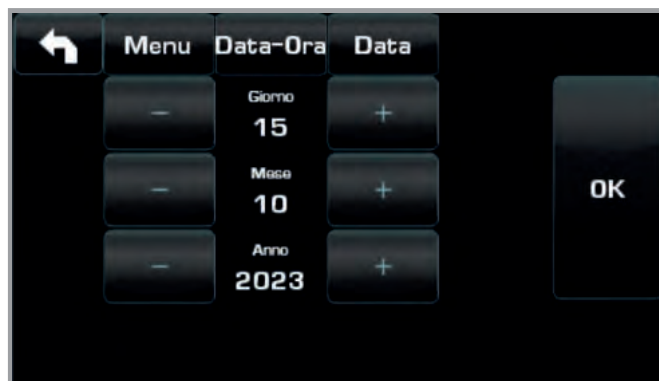 Menu Data-Ora Data
- Giorno +
15
- Mese +
10
- Anno +
2023
OK